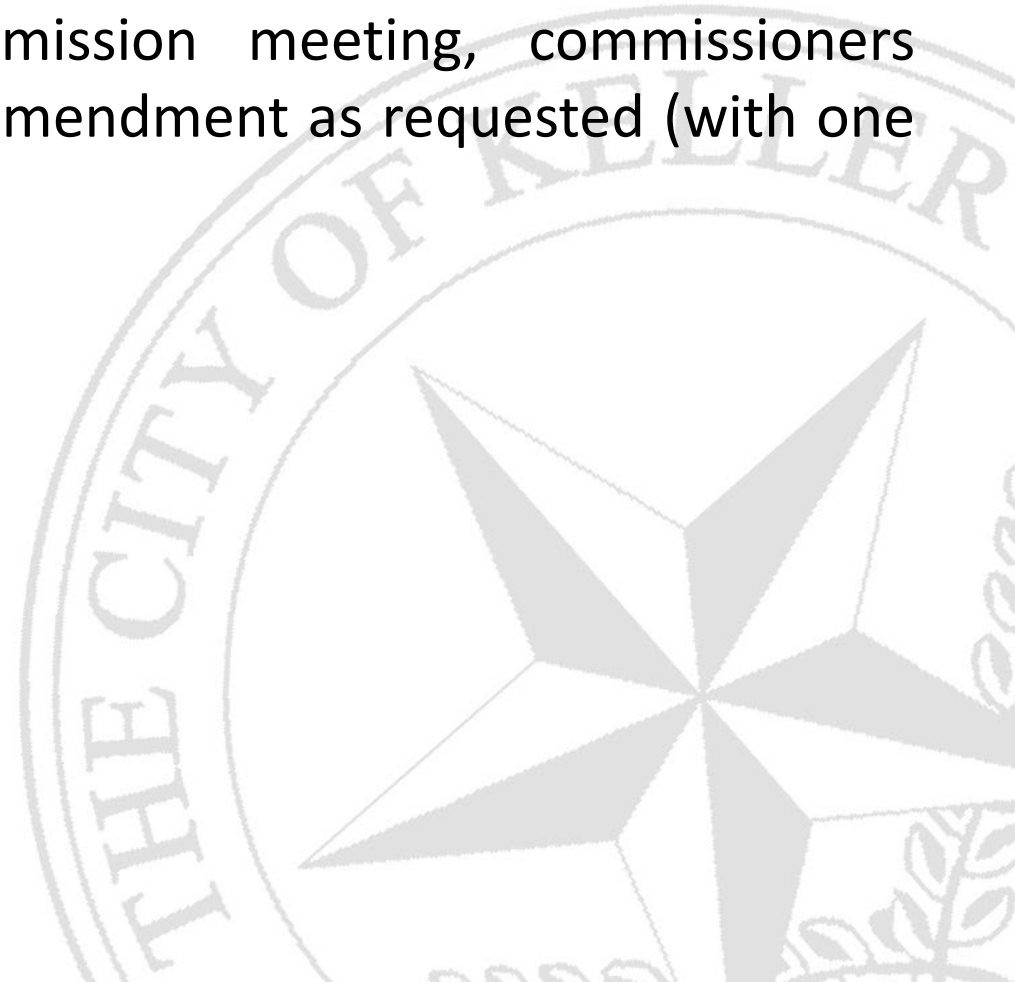 mission meeting, commissioners
mendment as requested (with one
THE CITY OF KELLER